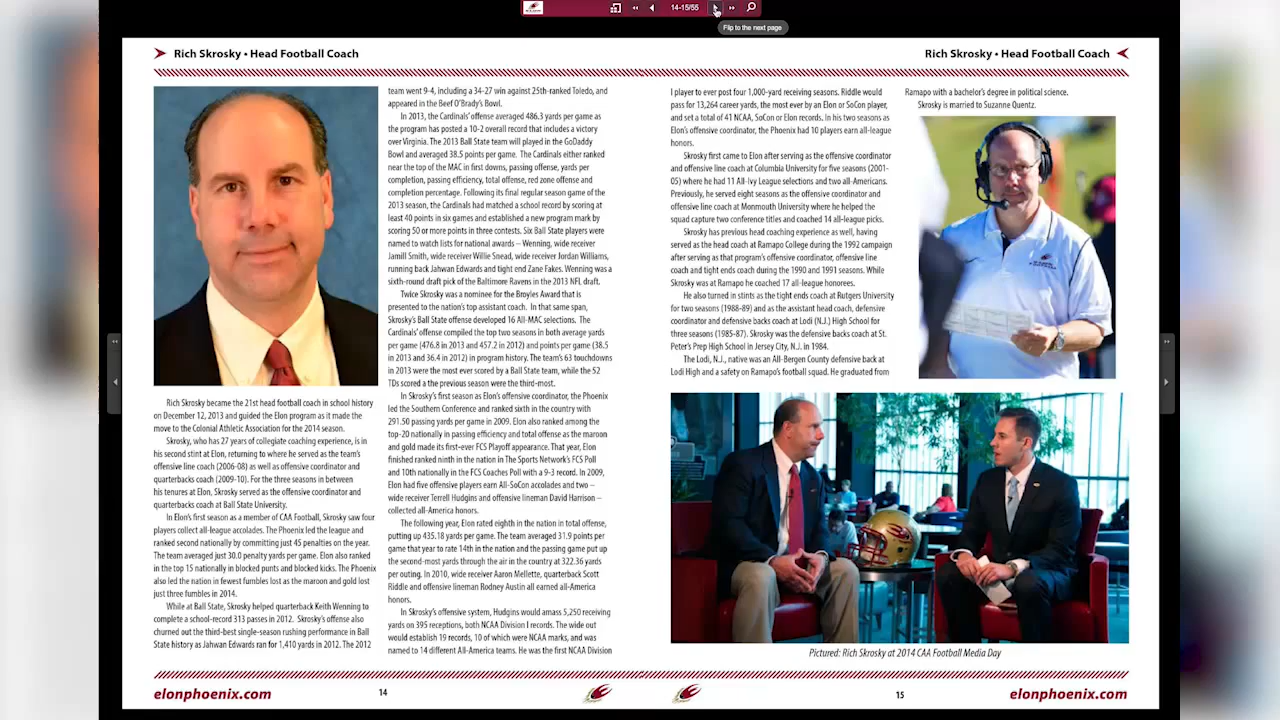 14-15/55
Flip to the next page
Rich Skrosky • Head Football Coach
Rich Skrosky became the 21st head football coach in school history
on December 12, 2013 and guided the Elon program as it made the
move to the Colonial Athletic Association for the 2014 season.
Skrosky, who has 27 years of collegiate coaching experience, is in
his second stint at Elon, returning to where he served as the team's
offensive line coach (2006-08) as well as offensive coordinator and
quarterbacks coach (2009-10). For the three seasons in between
his tenures at Elon, Skrosky served as the offensive coordinator and
quarterbacks coach at Ball State University.
In Elon's first season as a member of CAA Football, Skrosky saw four
players collect all-league accolades. The Phoenix led the league and
ranked second nationally by committing just 45 penalties on the year.
The team averaged just 30.0 penalty yards per game. Elon also ranked
in the top 15 nationally in blocked punts and blocked kicks. The Phoenix
also led the nation in fewest fumbles lost as the maroon and gold lost
just three fumbles in 2014.
While at Ball State, Skrosky helped quarterback Keith Wenning to
complete a school-record 313 passes in 2012. Skrosky's offense also
churned out the third-best single-season rushing performance in Ball
State history as Jahwan Edwards ran for 1,410 yards in 2012. The 2012
team went 9-4, including a 34-27 win against 25th-ranked Toledo, and
appeared in the Beef O'Brady's Bowl.
In 2013, the Cardinals' offense averaged 486.3 yards per game as
the program has posted a 10-2 overall record that includes a victory
over Virginia. The 2013 Ball State team will played in the GoDaddy
Bowl and averaged 38.5 points per game. The Cardinals either ranked
near the top of the MAC in first downs, passing offense, yards per
completion, passing efficiency, total offense, red zone offense and
completion percentage. Following its final regular season game of the
2013 season, the Cardinals had matched a school record by scoring at
least 40 points in six games and established a new program mark by
scoring 50 or more points in three contests. Six Ball State players were
named to watch lists for national awards – Wenning, wide receiver
Jamill Smith, wide receiver Willie Snead, wide receiver Jordan Williams,
running back Jahwan Edwards and tight end Zane Fakes. Wenning was a
sixth-round draft pick of the Baltimore Ravens in the 2013 NFL draft.
Twice Skrosky was a nominee for the Broyles Award that is
presented to the nation's top assistant coach. In that same span,
Skrosky's Ball State offense developed 16 All-MAC selections. The
Cardinals' offense compiled the top two seasons in both average yards
per game (476.8 in 2013 and 457.2 in 2012) and points per game (38.5
in 2013 and 36.4 in 2012) in program history. The team's 63 touchdowns
in 2013 were the most ever scored by a Ball State team, while the 52
TDs scored a the previous season were the third-most.
In Skrosky's first season as Elon's offensive coordinator, the Phoenix
led the Southern Conference and ranked sixth in the country with
291.50 passing yards per game in 2009. Elon also ranked among the
top-20 nationally in passing efficiency and total offense as the maroon
and gold made its first-ever FCS Playoff appearance. That year, Elon
finished ranked ninth in the nation in The Sports Network's FCS Poll
and 10th nationally in the FCS Coaches Poll with a 9-3 record. In 2009,
Elon had five offensive players earn All-SoCon accolades and two –
wide receiver Terrell Hudgins and offensive lineman David Harrison –
collected all-America honors.
The following year, Elon rated eighth in the nation in total offense,
putting up 435.18 yards per game. The team averaged 31.9 points per
game that year to rate 14th in the nation and the passing game put up
the second-most yards through the air in the country at 322.36 yards
per outing. In 2010, wide receiver Aaron Mellette, quarterback Scott
Riddle and offensive lineman Rodney Austin all earned all-America
honors.
In Skrosky's offensive system, Hudgins would amass 5,250 receiving
yards on 395 receptions, both NCAA Division I records. The wide out
would establish 19 records, 10 of which were NCAA marks, and was
named to 14 different All-America teams. He was the first NCAA Division
elonphoenix.com
14
Rich Skrosky • Head Football Coach
I player to ever post four 1,000-yard receiving seasons. Riddle would
pass for 13,264 career yards, the most ever by an Elon or SoCon player,
and set a total of 41 NCAA, SoCon or Elon records. In his two seasons as
Elon's offensive coordinator, the Phoenix had 10 players earn all-league
honors.
Skrosky first came to Elon after serving as the offensive coordinator
and offensive line coach at Columbia University for five seasons (2001-
05) where he had 11 All-Ivy League selections and two all-Americans.
Previously, he served eight seasons as the offensive coordinator and
offensive line coach at Monmouth University where he helped the
squad capture two conference titles and coached 14 all-league picks.
Skrosky has previous head coaching experience as well, having
served as the head coach at Ramapo College during the 1992 campaign
after serving as that program's offensive coordinator, offensive line
coach and tight ends coach during the 1990 and 1991 seasons. While
Skrosky was at Ramapo he coached 17 all-league honorees.
He also turned in stints as the tight ends coach at Rutgers University
for two seasons (1988-89) and as the assistant head coach, defensive
coordinator and defensive backs coach at Lodi (N.J.) High School for
three seasons (1985-87). Skrosky was the defensive backs coach at St.
Peter's Prep High School in Jersey City, N.J. in 1984.
The Lodi, N.J., native was an All-Bergen County defensive back at
Lodi High and a safety on Ramapo's football squad. He graduated from
Ramapo with a bachelor's degree in political science.
Skrosky is married to Suzanne Quentz.
Pictured: Rich Skrosky at 2014 CAA Football Media Day
15
elonphoenix.com